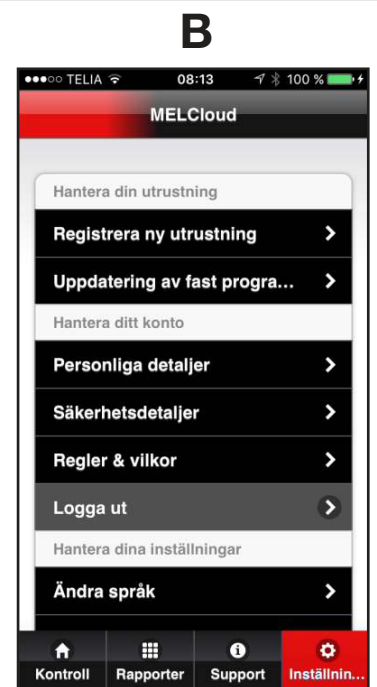 B
TELIA 08:13 100 %
MELCloud
Hantera din utrustning
Registrera ny utrustning
Uppdatering av fast progra...
Hantera ditt konto
Personliga detaljer
Säkerhetsdetaljer
Regler & vilkor
Logga ut
Hantera dina inställningar
Ändra språk
Kontroll Rapporter Support Inställnin...